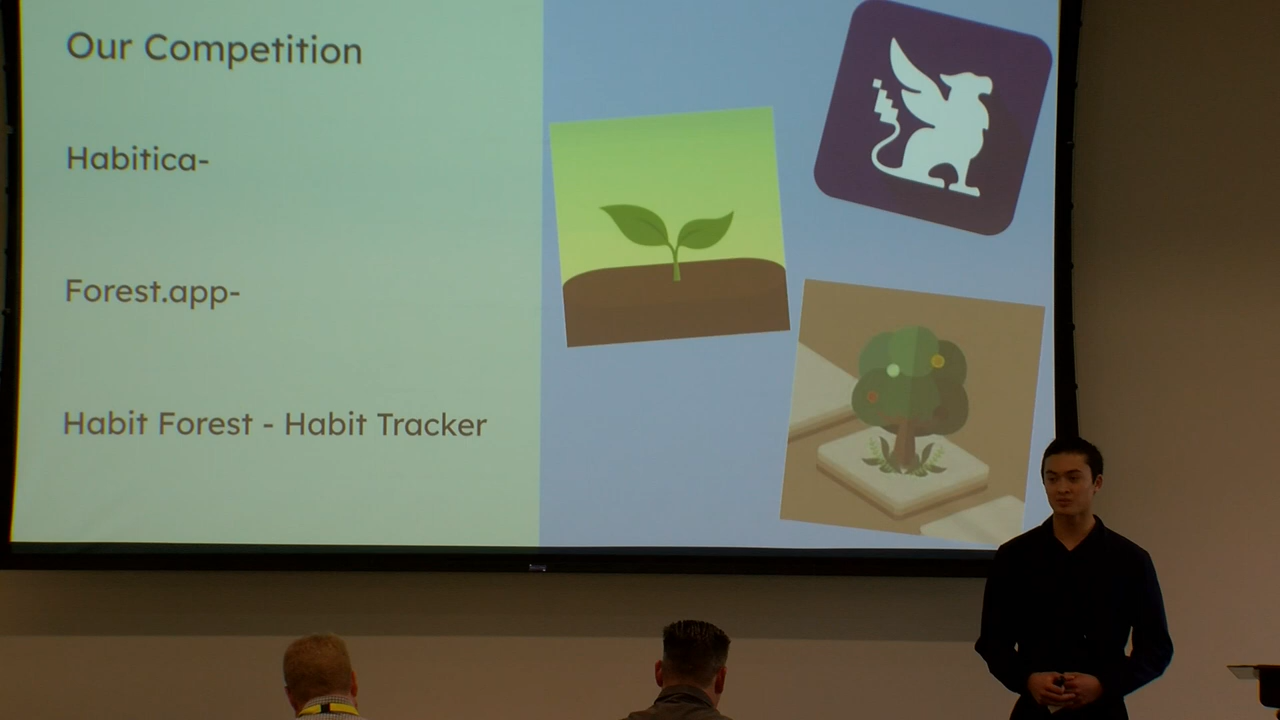 Our Competition
Habitica-
Forest.app-
Habit Forest - Habit Tracker